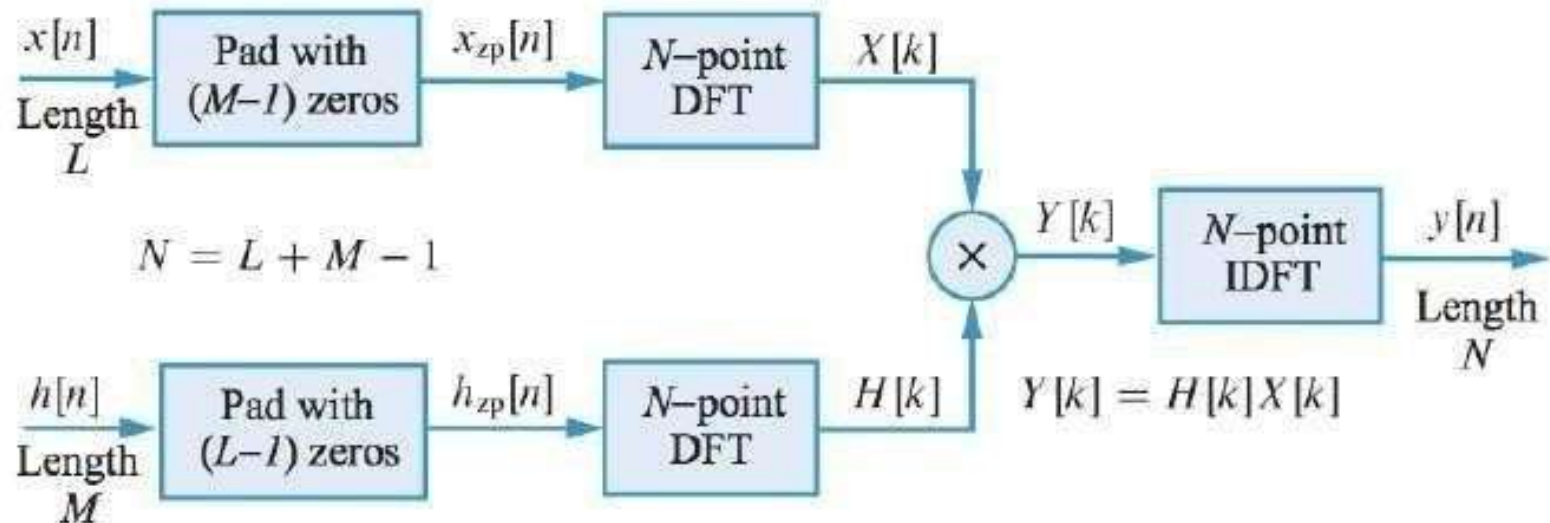 x[n]
Length
L
Pad with
(M–1) zeros
x_zp[n]
N–point
DFT
X[k]
N = L + M − 1
×
Y[k]
N–point
IDFT
y[n]
Length
N
h[n]
Length
M
Pad with
(L–1) zeros
h_zp[n]
N–point
DFT
H[k]
Y[k] = H[k]X[k]